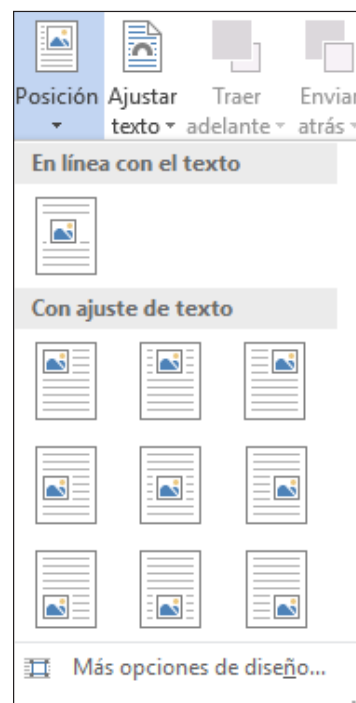 Posición Ajustar Traer Enviar
texto adelante atrás
En línea con el texto
Con ajuste de texto
Más opciones de diseño...